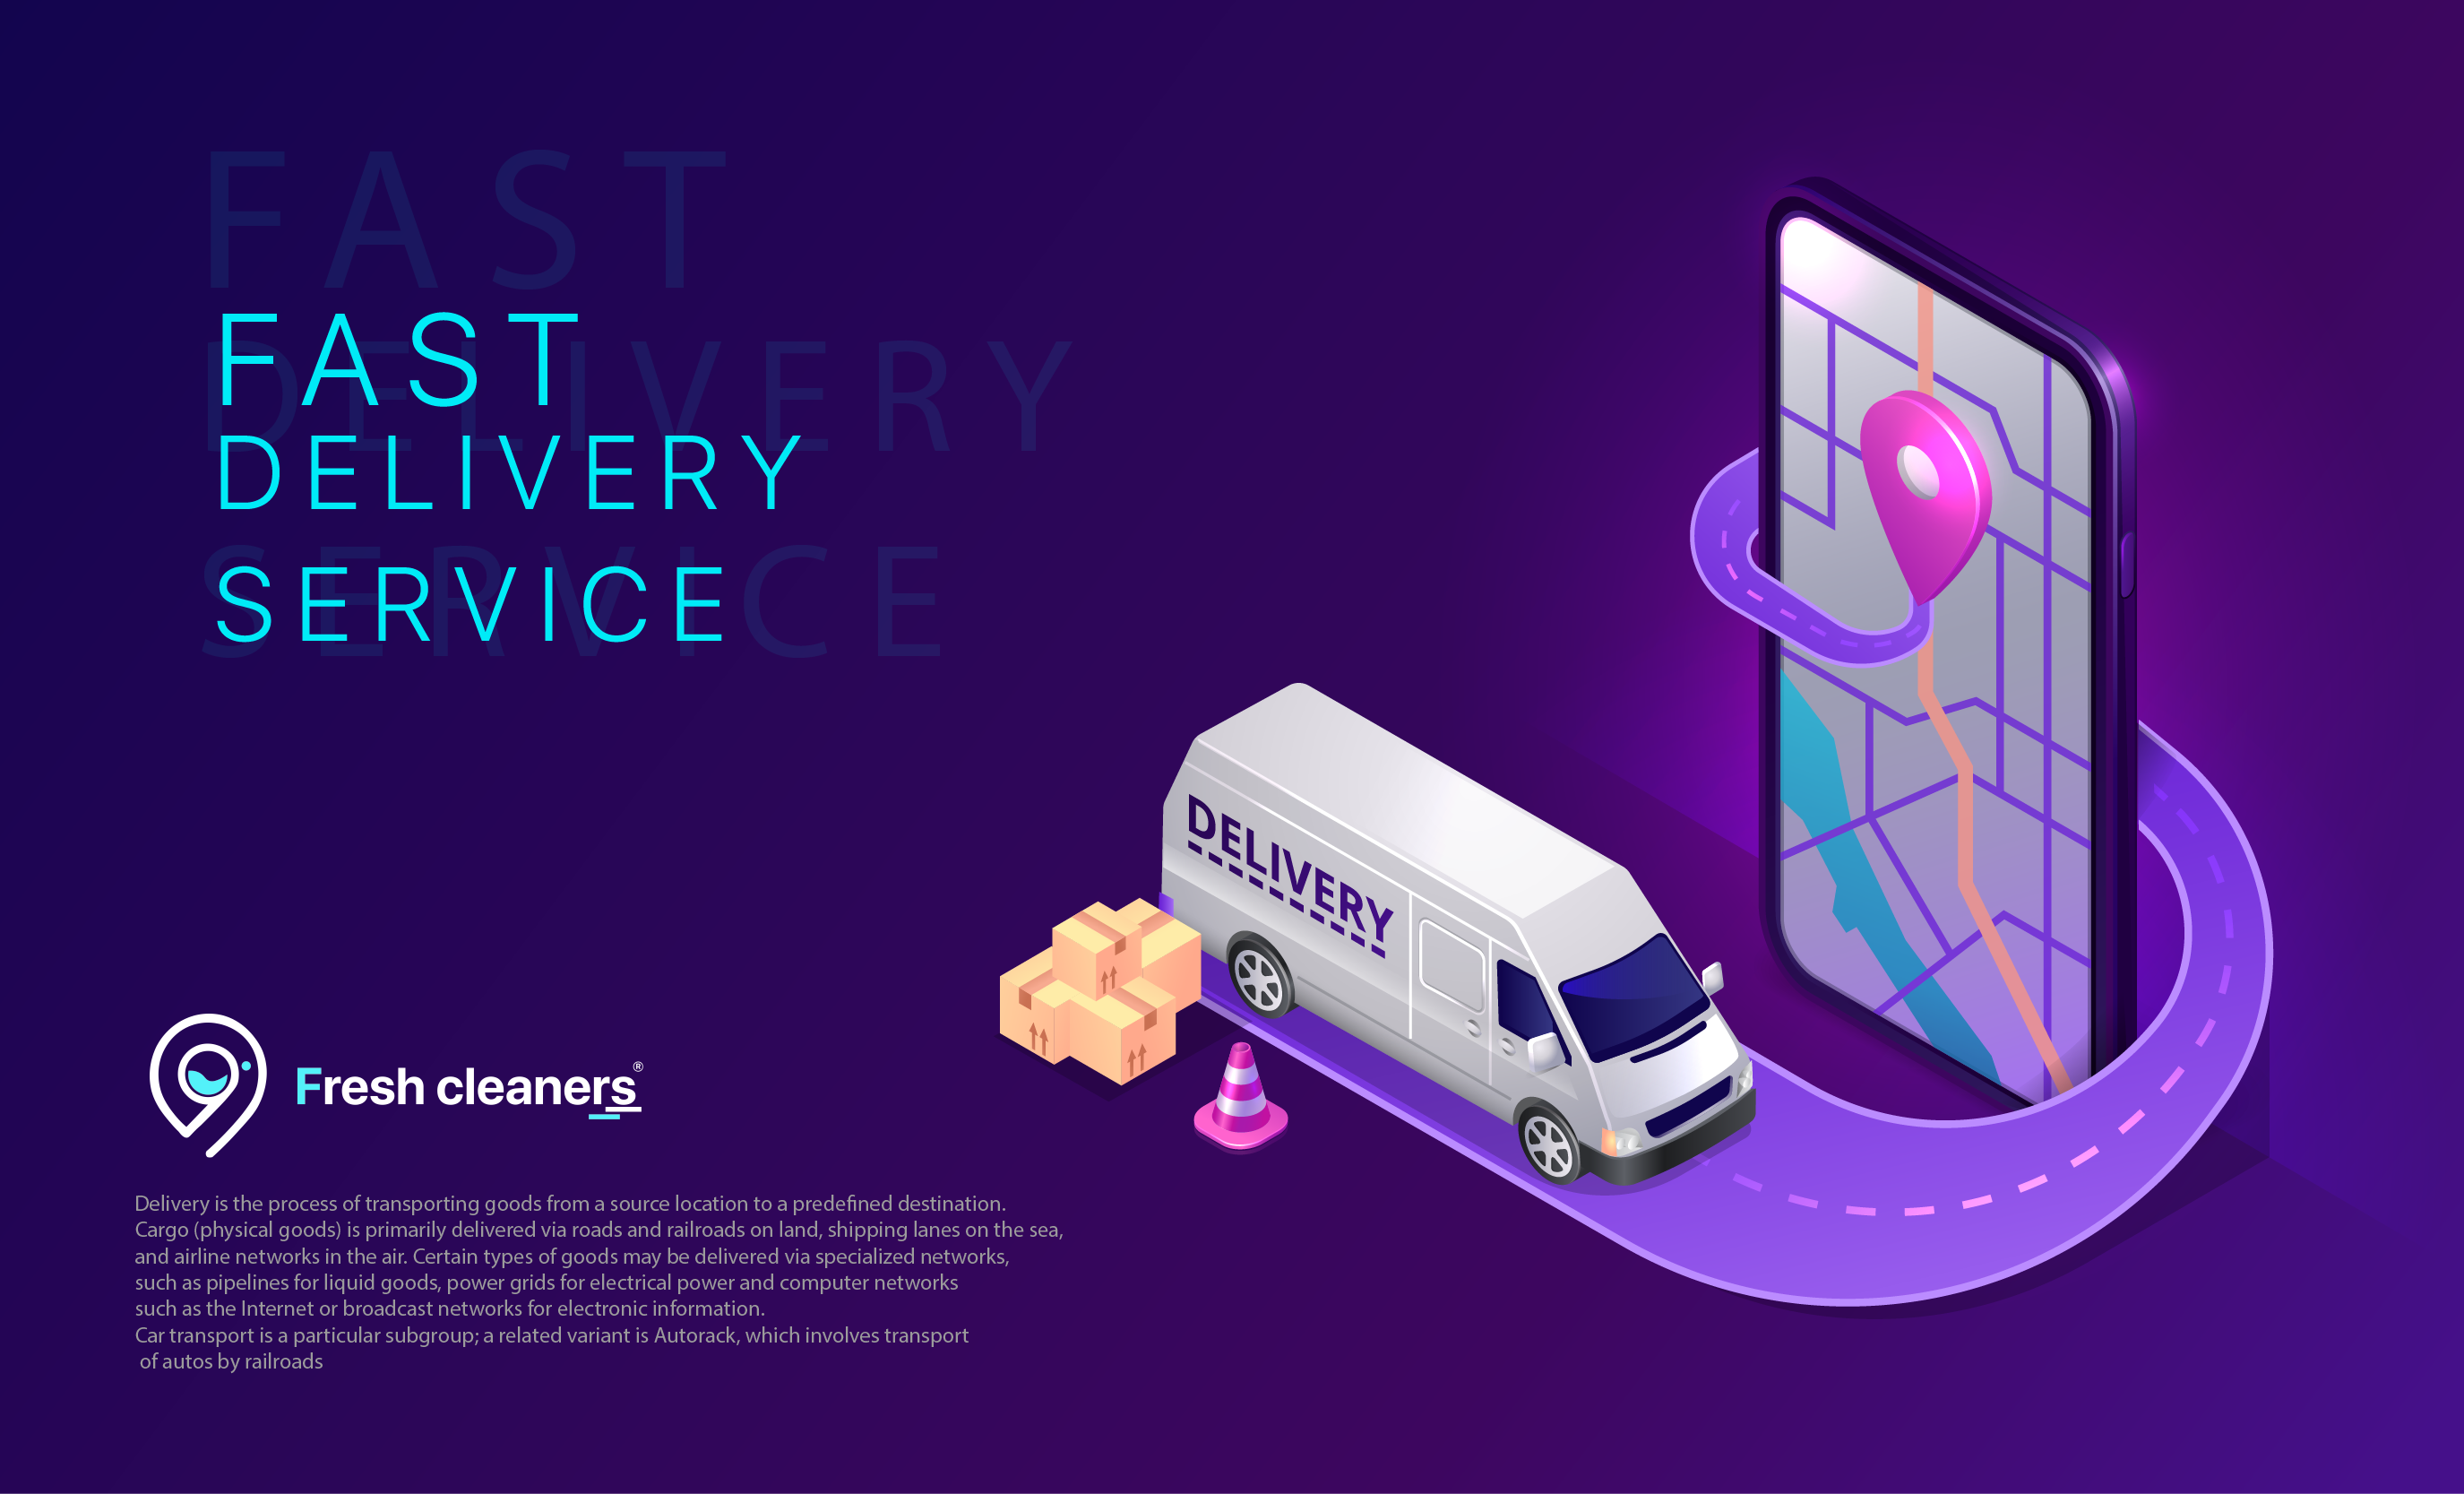 FAST
DELIVERY
SERVICE
FAST
DELIVERY
SERVICE
DELIVERY
Fresh cleaners®
Delivery is the process of transporting goods from a source location to a predefined destination.
Cargo (physical goods) is primarily delivered via roads and railroads on land, shipping lanes on the sea,
and airline networks in the air. Certain types of goods may be delivered via specialized networks,
such as pipelines for liquid goods, power grids for electrical power and computer networks
such as the Internet or broadcast networks for electronic information.
Car transport is a particular subgroup; a related variant is Autorack, which involves transport
of autos by railroads